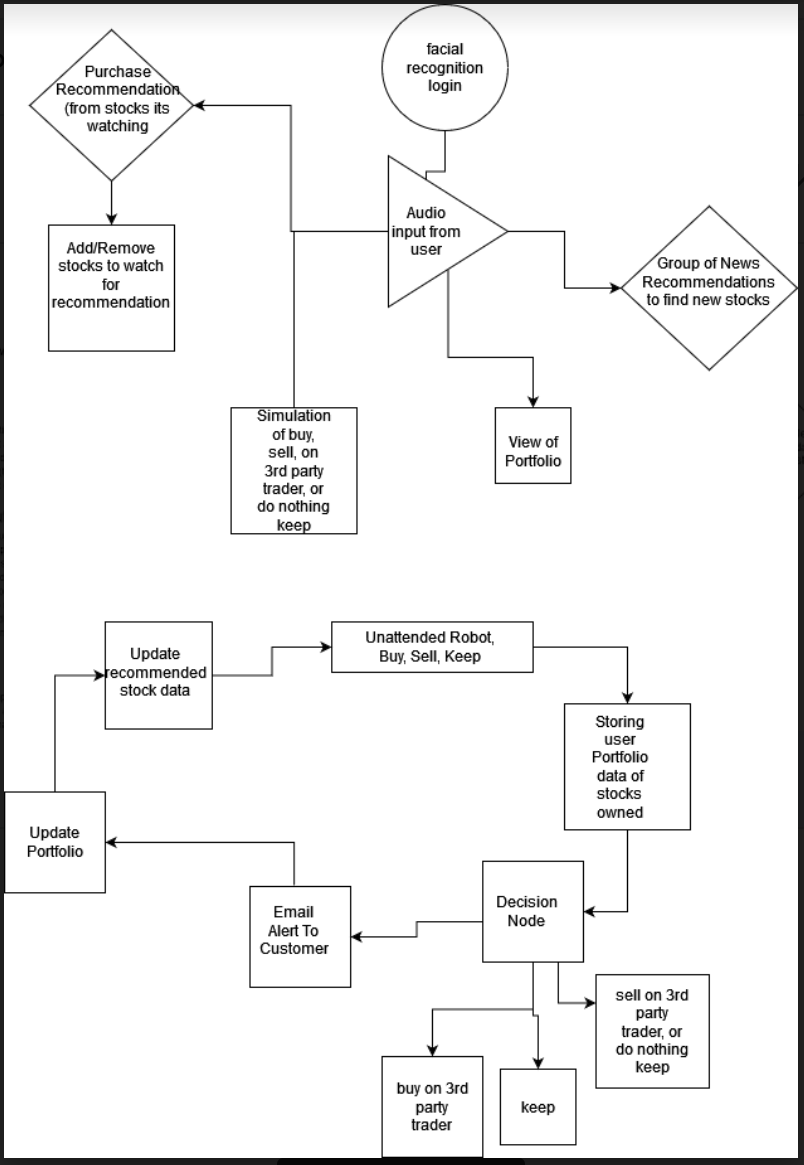 facial
recognition
login
Purchase
Recommendation
(from stocks its
watching
Add/Remove
stocks to watch
for
recommendation
Audio
input from
user
Group of News
Recommendations
to find new stocks
Simulation
of buy,
sell, on
3rd party
trader, or
do nothing
keep
View of
Portfolio
Update
recommended
stock data
Unattended Robot,
Buy, Sell, Keep
Storing
user
Portfolio
data of
stocks
owned
Update
Portfolio
Email
Alert To
Customer
Decision
Node
sell on 3rd
party
trader, or
do nothing
keep
buy on 3rd
party
trader
keep